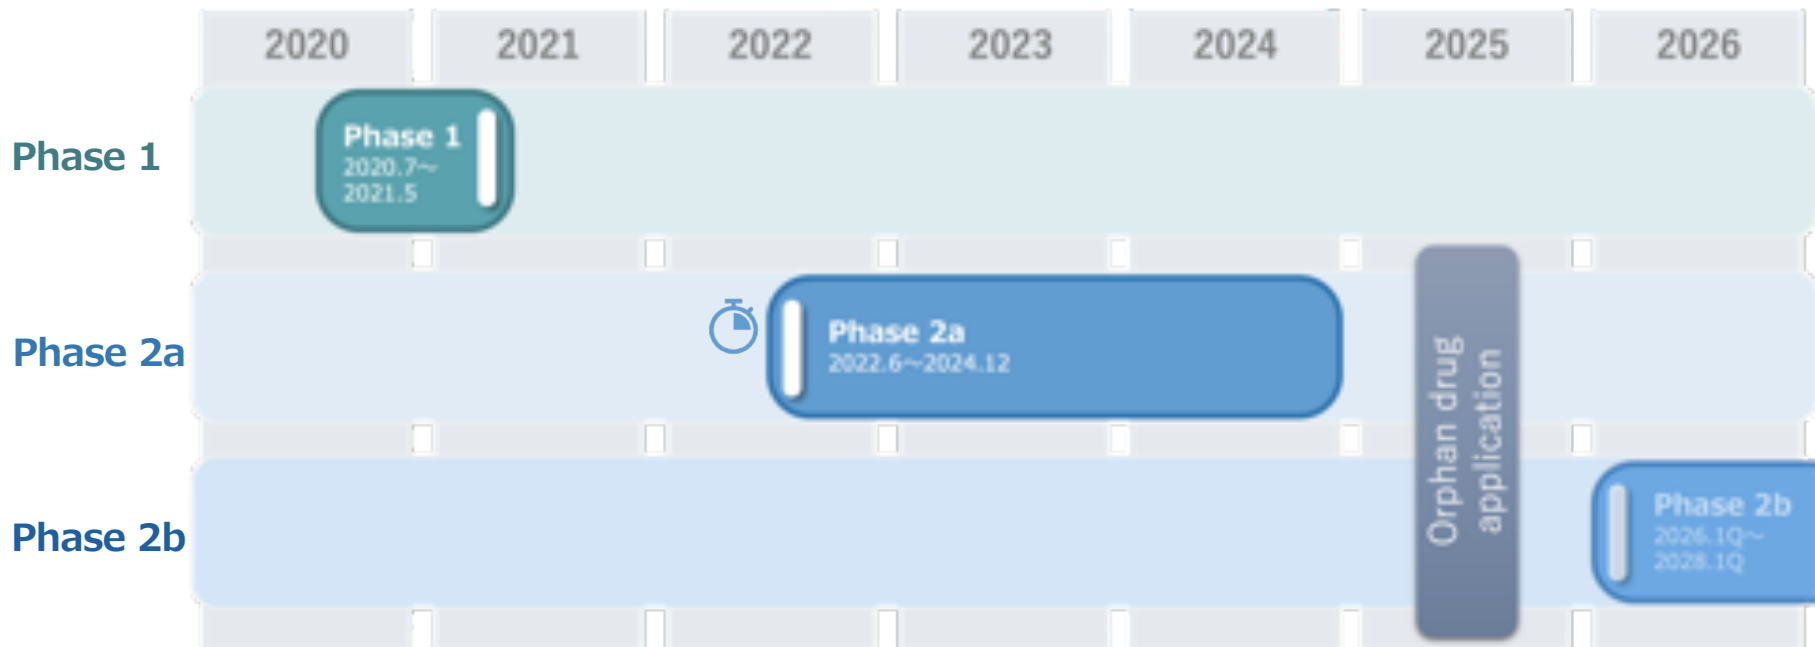 2020 2021 2022 2023 2024 2025 2026
Phase 1
Phase 1
2020.7～
2021.5
Phase 2a
Phase 2a
2022.6～2024.12
Orphan drug
application
Phase 2b
Phase 2b
2026.1Q～
2028.1Q